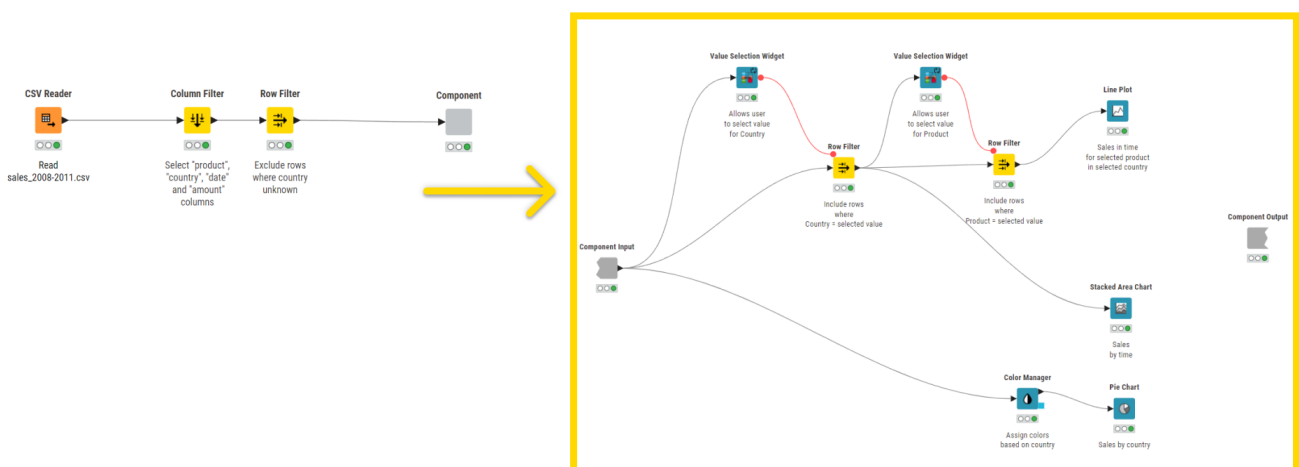 CSV Reader
Read
sales_2008-2011.csv
Column Filter
Select "product",
"country", "date"
and "amount"
columns
Row Filter
Exclude rows
where country
unknown
Component
Component Input
Value Selection Widget
Allows user
to select value
for Country
Row Filter
Include rows
where
Country = selected value
Value Selection Widget
Allows user
to select value
for Product
Row Filter
Include rows
where
Product = selected value
Line Plot
Sales in time
for selected product
in selected country
Component Output
Stacked Area Chart
Sales
by time
Color Manager
Assign colors
based on country
Pie Chart
Sales by country